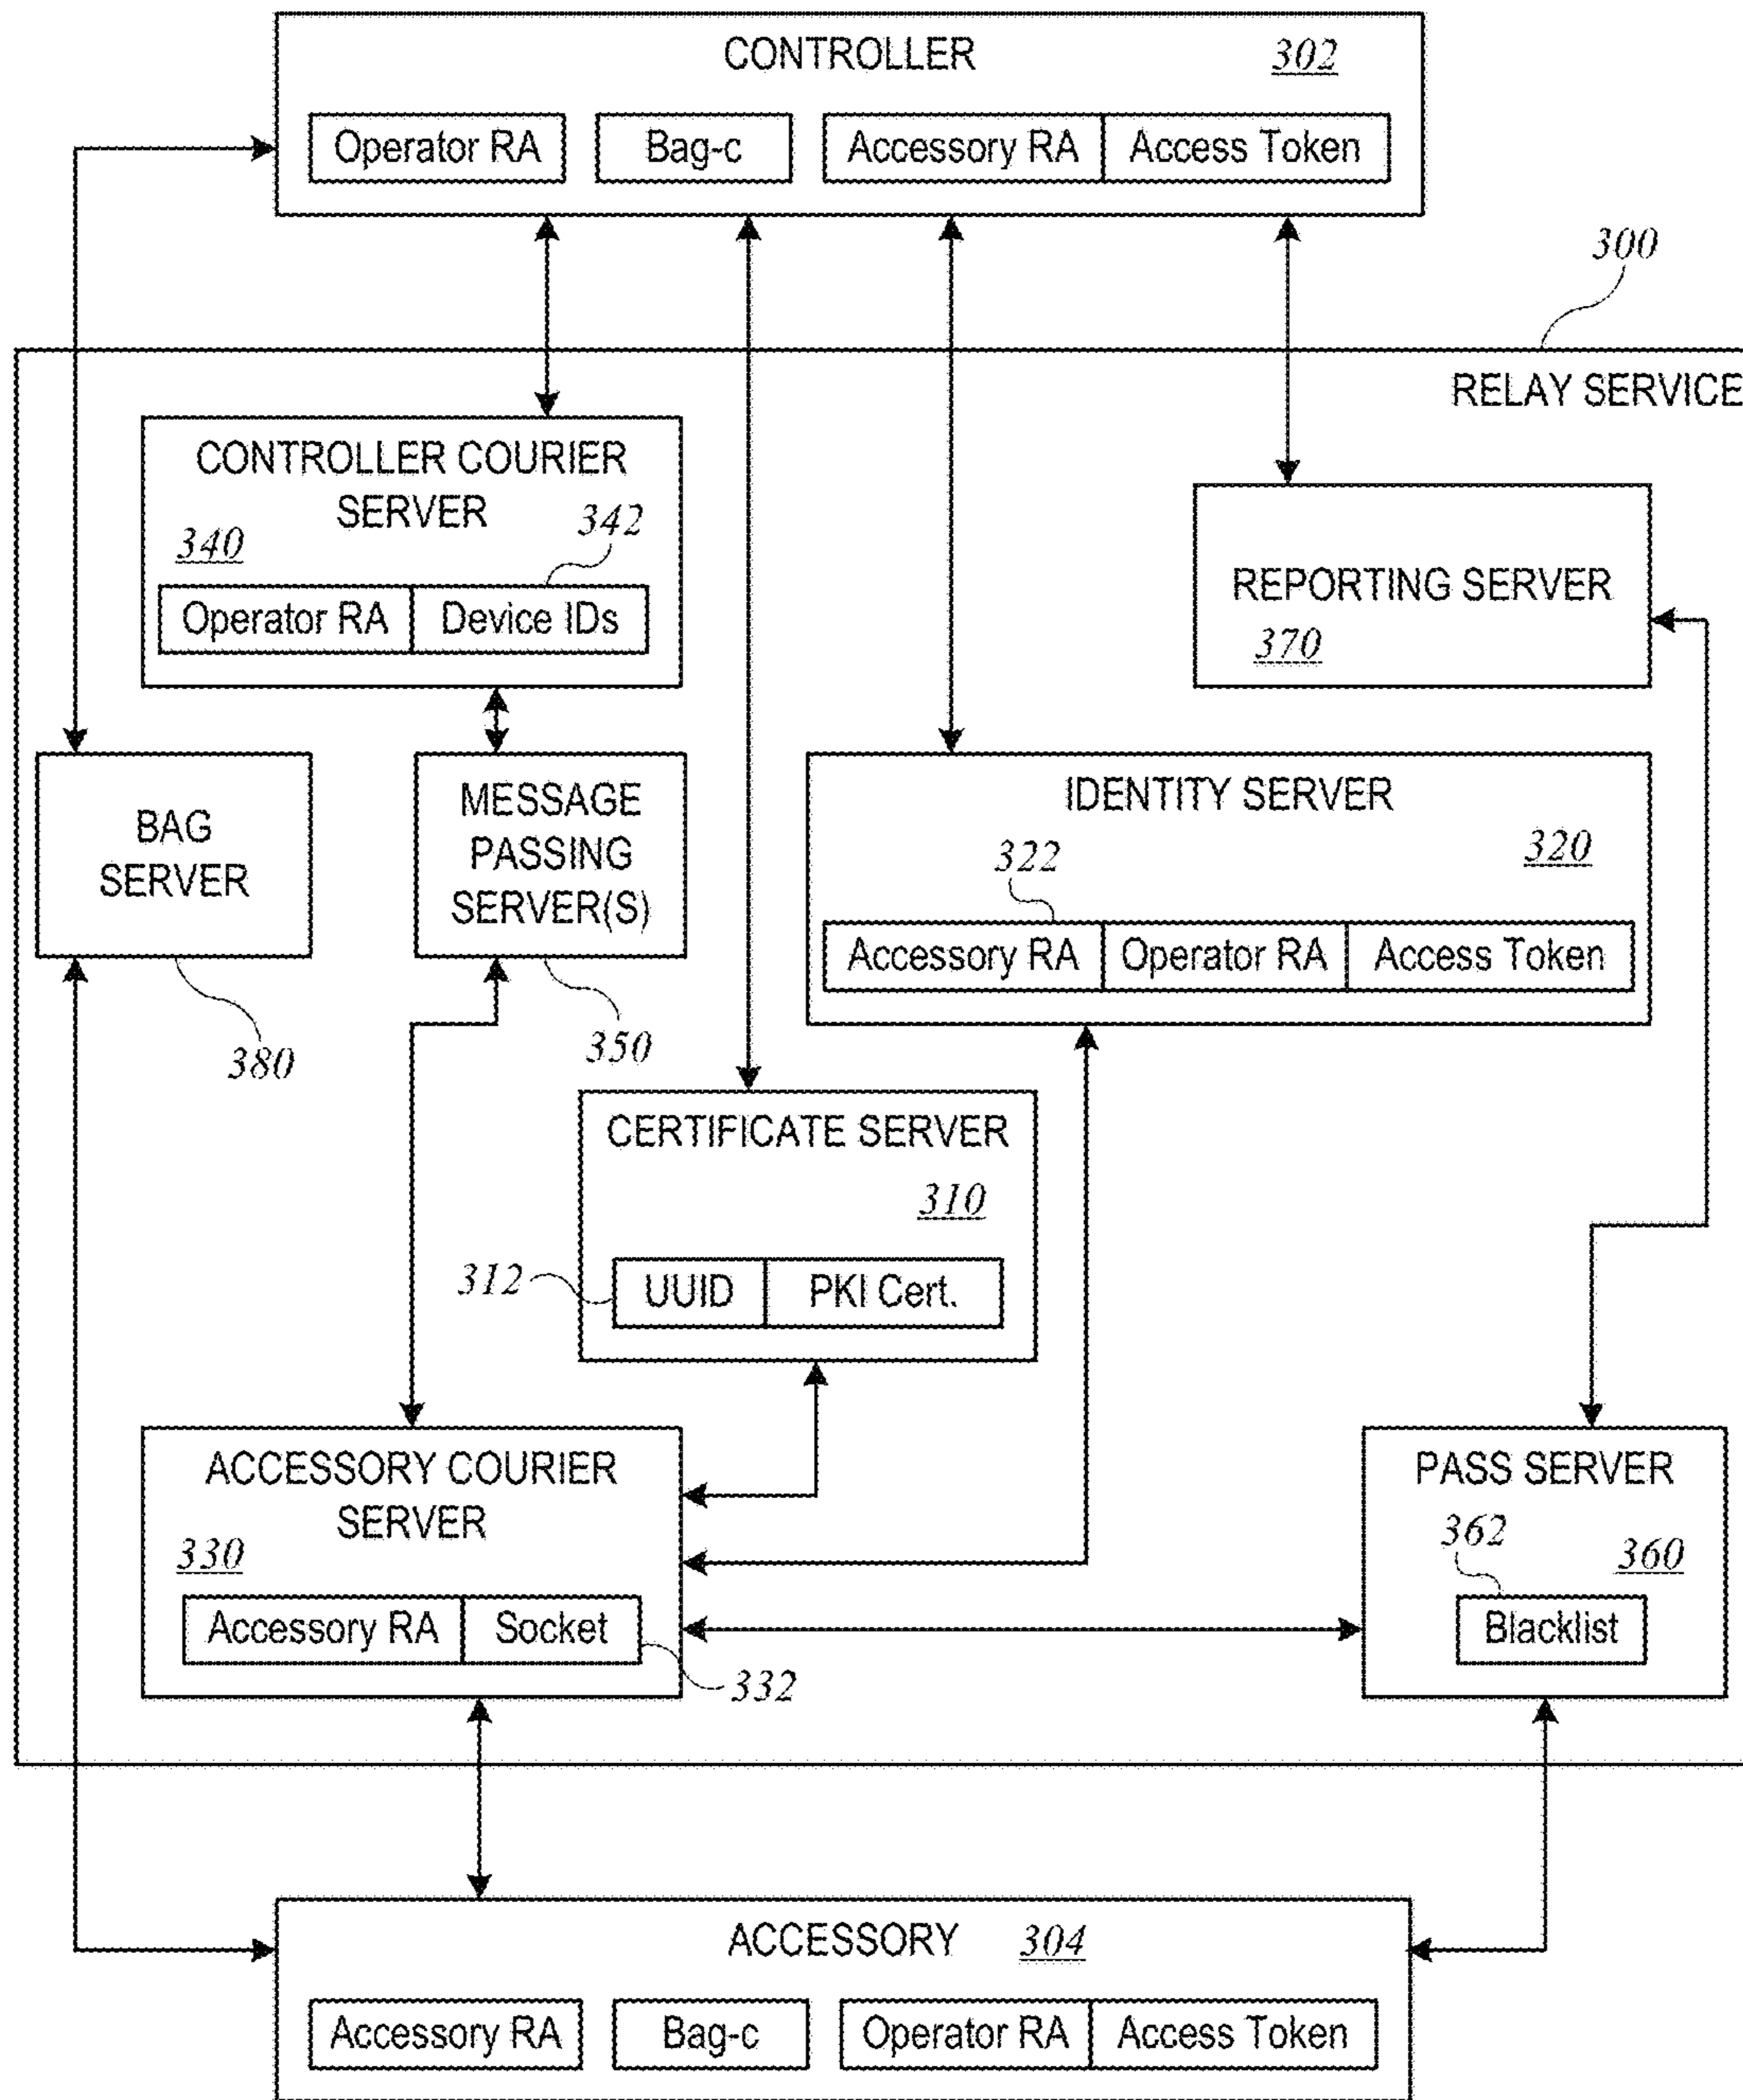 CONTROLLER 302
Operator RA Bag-c Accessory RA Access Token
300
RELAY SERVICE
CONTROLLER COURIER
SERVER
340 342
Operator RA Device IDs
REPORTING SERVER
370
BAG
SERVER
380
MESSAGE
PASSING
SERVER(S)
350
IDENTITY SERVER
322 320
Accessory RA Operator RA Access Token
CERTIFICATE SERVER
310
312 UUID PKI Cert.
ACCESSORY COURIER
SERVER
330
Accessory RA Socket
332
PASS SERVER
362 360
Blacklist
ACCESSORY 304
Accessory RA Bag-c Operator RA Access Token